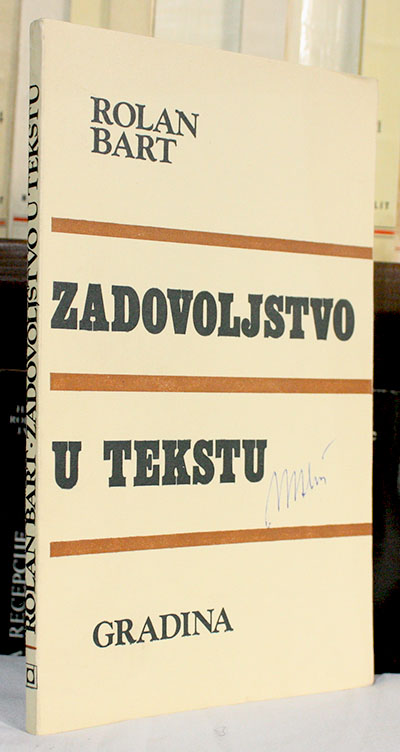 ROLAN
BART
ZADOVOLJSTVO
U TEKSTU
GRADINA
ROLAN BART · ZADOVOLJSTVO U TEKSTU
RECEPCIJE